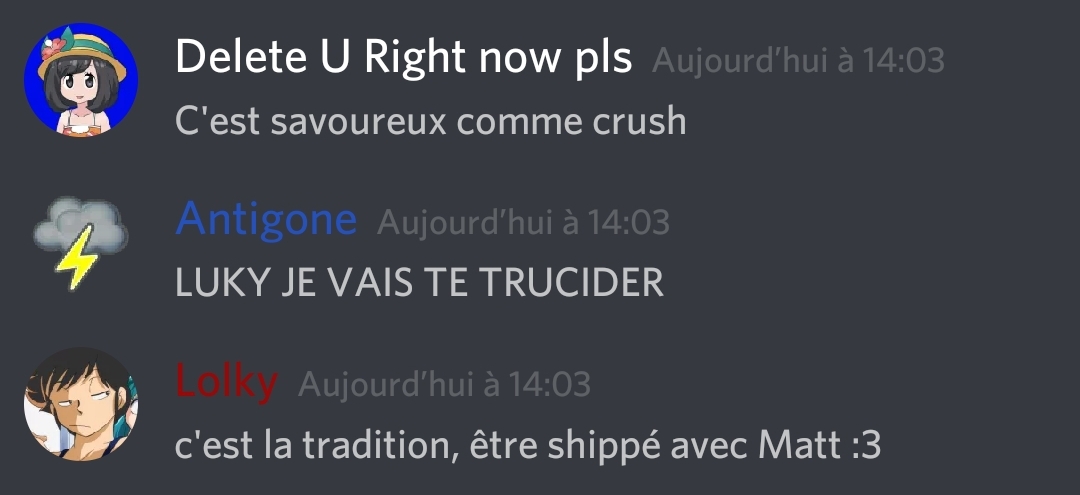 Delete U Right now pls Aujourd’hui à 14:03
C'est savoureux comme crush
Antigone Aujourd’hui à 14:03
LUKY JE VAIS TE TRUCIDER
Lolky Aujourd’hui à 14:03
c'est la tradition, être shippé avec Matt :3